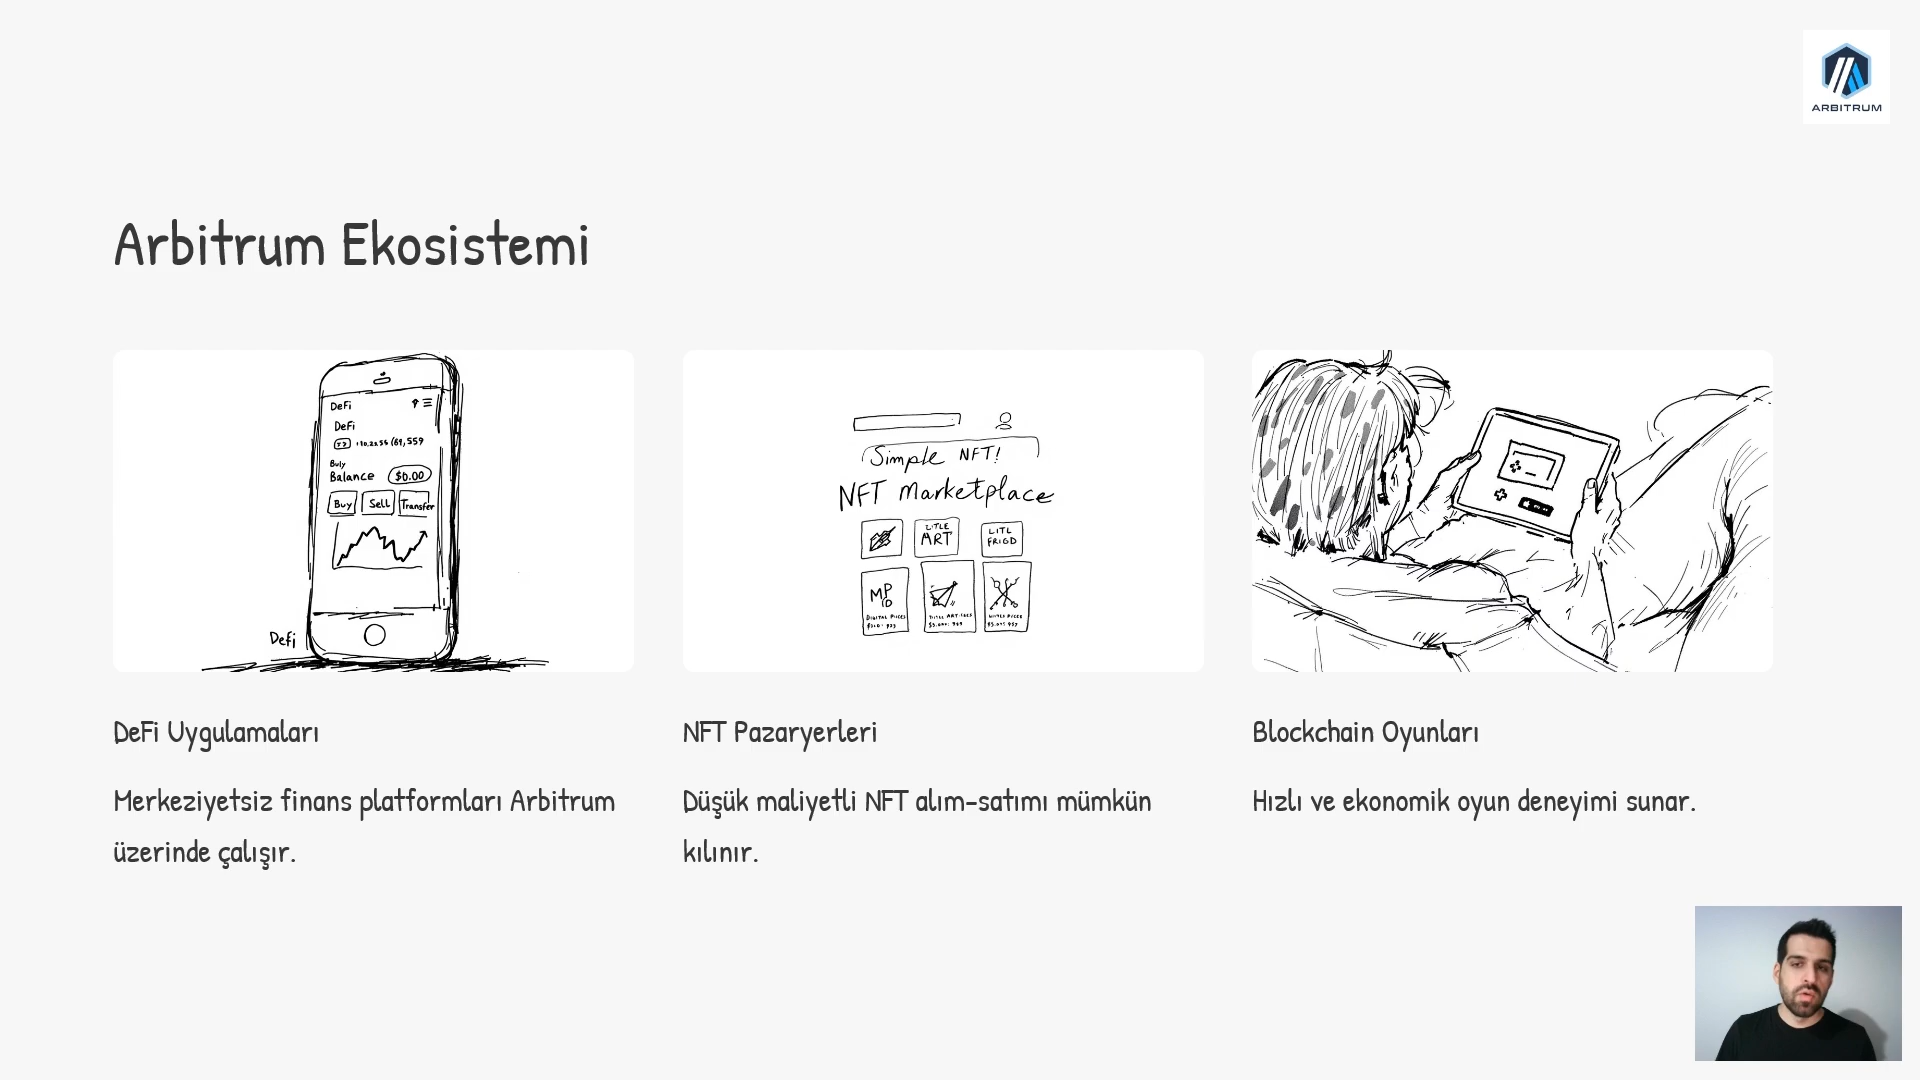 ARBITRUM
Arbitrum Ekosistemi
DeFi
DeFi
Buly
Balance $0.00
Buy Sell Transfer
Defi
Simple NFT!
NFT Marketplace
LITLE
ART
LITL
FRIGD
MP
DeFi Uygulamaları
Merkeziyetsiz finans platformları Arbitrum
üzerinde çalışır.
NFT Pazaryerleri
Düşük maliyetli NFT alım-satımı mümkün
kılınır.
Blockchain Oyunları
Hızlı ve ekonomik oyun deneyimi sunar.